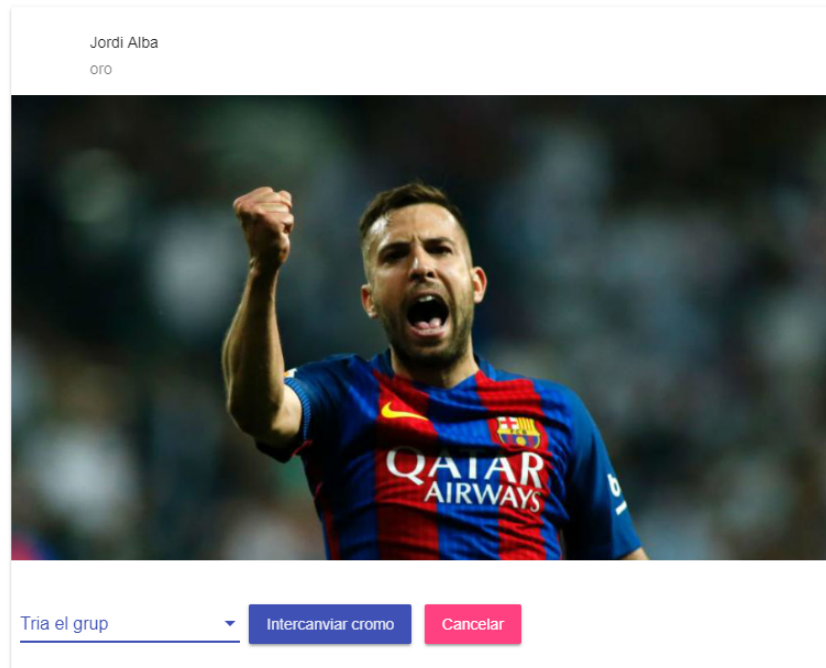 Jordi Alba
oro
QATAR
AIRWAYS
Tria el grup
Intercanviar cromo
Cancelar